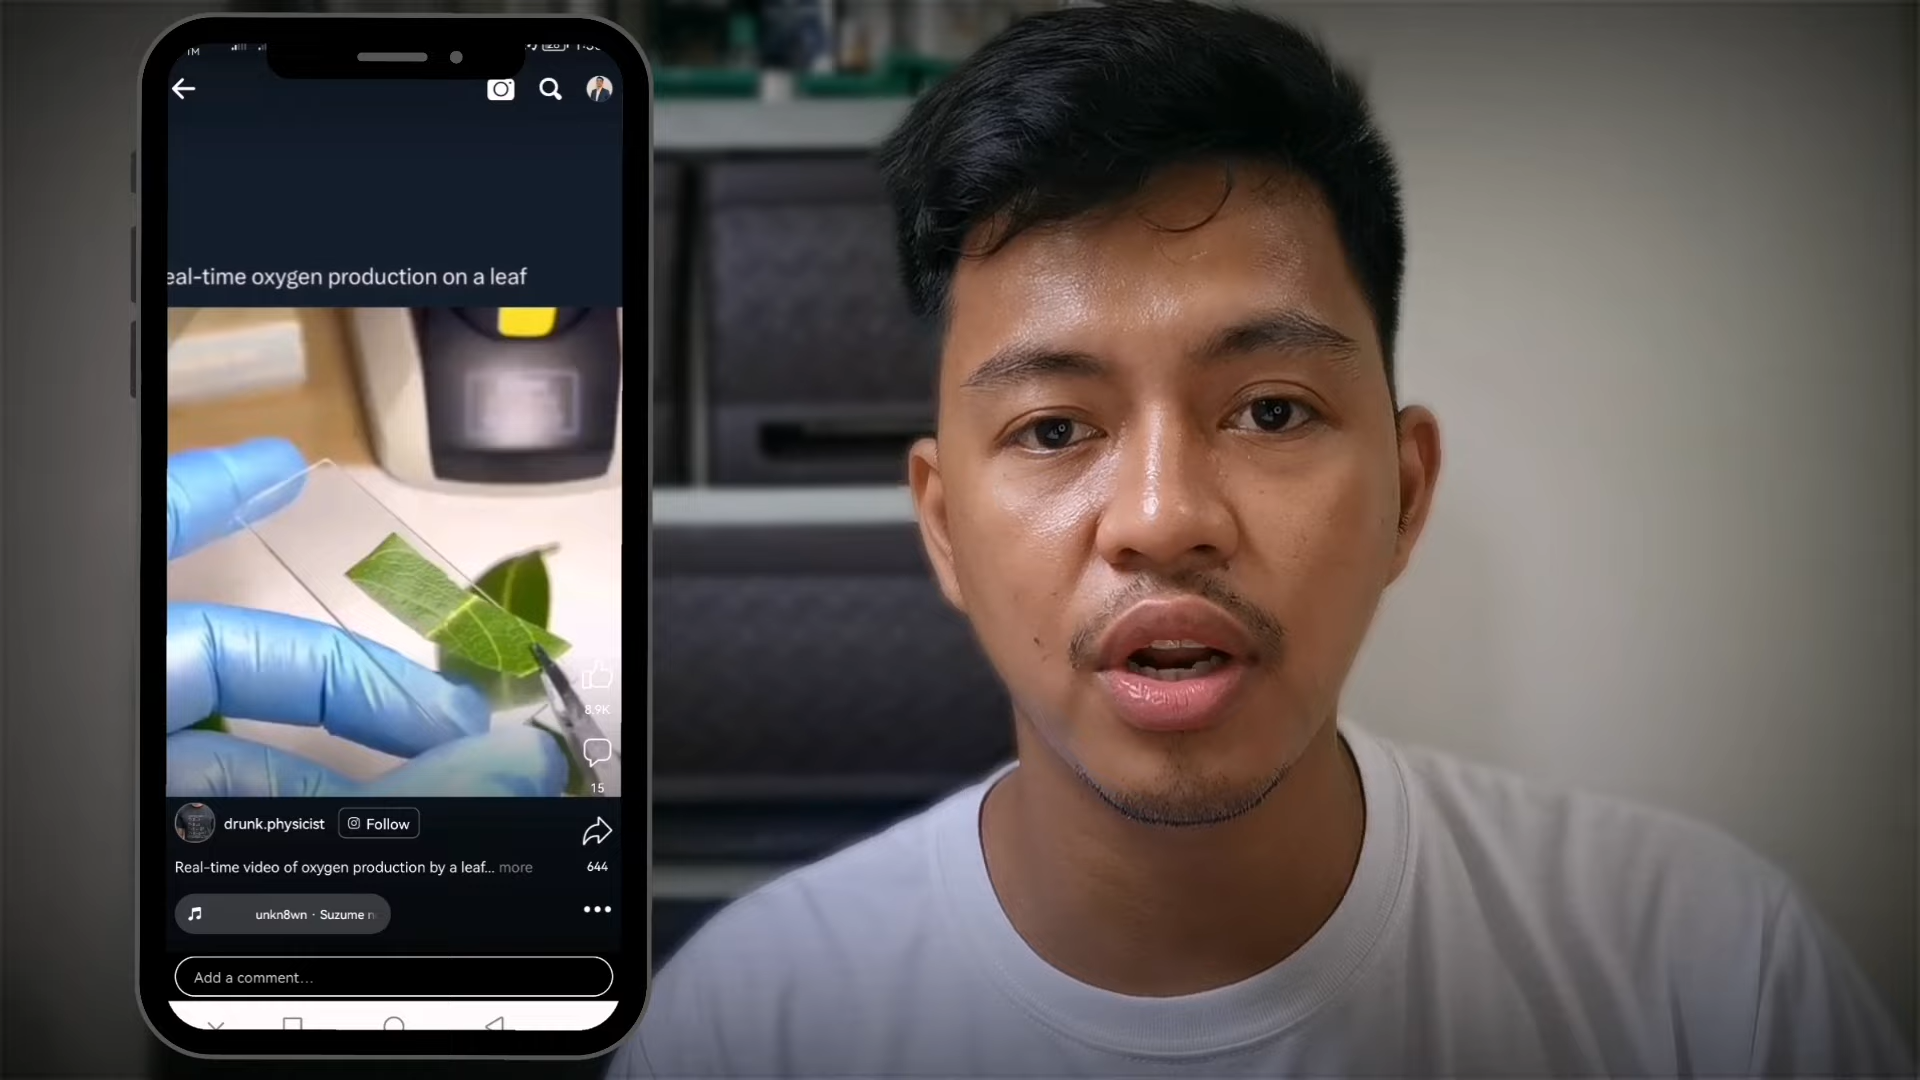 eal-time oxygen production on a leaf
8.9K
15
drunk.physicist
Follow
Real-time video of oxygen production by a leaf... more
644
unkn8wn · Suzume
Add a comment...